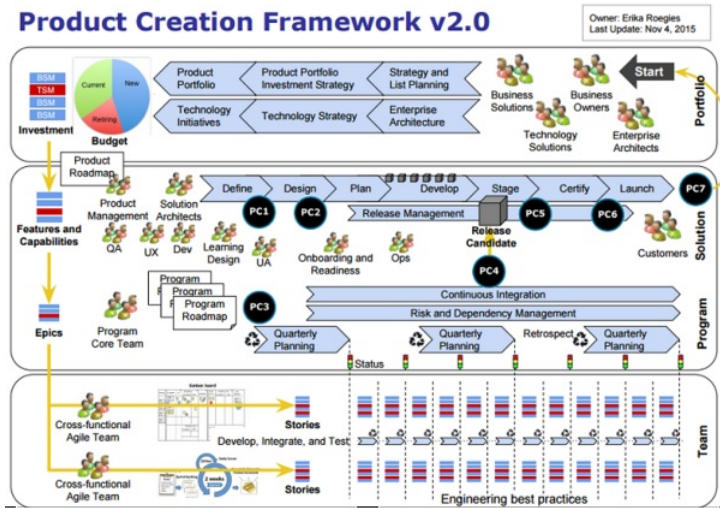 Product Creation Framework v2.0
Owner: Erika Roegies
Last Update: Nov 4, 2015
BSM
TSM
BSM
BSM
Investment
Current
New
Retiring
Budget
Product
Portfolio
Product Portfolio
Investment Strategy
Strategy and
List Planning
Technology
Initiatives
Technology Strategy
Enterprise
Architecture
Business
Solutions
Business
Owners
Technology
Solutions
Enterprise
Architects
Start
Portfolio
Product
Roadmap
Features and
Capabilities
Product
Management
Solution
Architects
Define
Design
Plan
Develop
Stage
Certify
Launch
PC7
PC1
PC2
Release Management
Release
Candidate
PC5
PC6
QA
UX
Dev
Learning
Design
UA
Onboarding and
Readiness
Ops
Customers
Solution
PC4
Epics
Program
Core Team
Program
Program
Program
Roadmap
PC3
Continuous Integration
Risk and Dependency Management
Quarterly
Planning
Quarterly
Planning
Retrospect
Quarterly
Planning
Status
Program
Cross-functional
Agile Team
Stories
Develop, Integrate, and Test
Cross-functional
Agile Team
2 weeks
Stories
Engineering best practices
Team